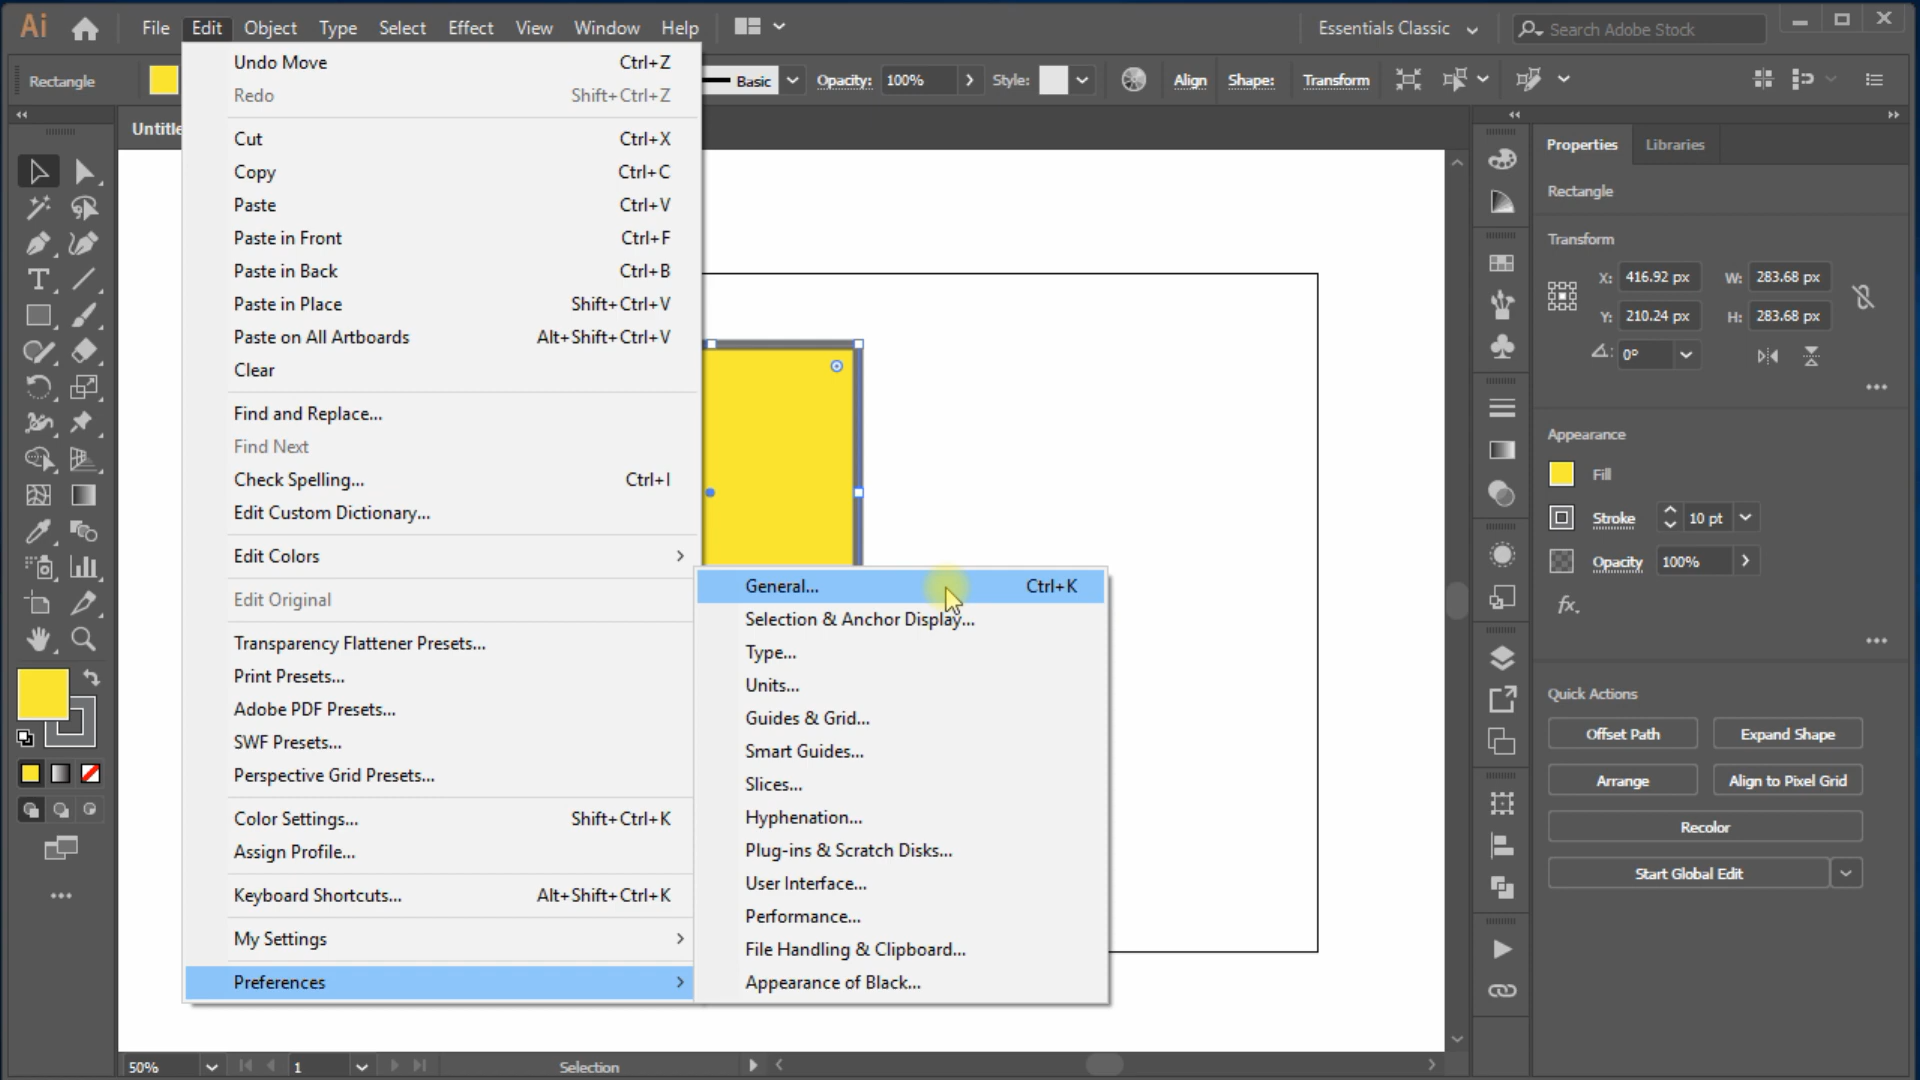 Ai File Edit Object Type Select Effect View Window Help Essentials Classic Search Adobe Stock
Rectangle Basic Opacity: 100% Style: Align Shape: Transform
Undo Move Ctrl+Z
Redo Shift+Ctrl+Z
Cut Ctrl+X
Copy Ctrl+C
Paste Ctrl+V
Paste in Front Ctrl+F
Paste in Back Ctrl+B
Paste in Place Shift+Ctrl+V
Paste on All Artboards Alt+Shift+Ctrl+V
Clear
Find and Replace...
Find Next
Check Spelling... Ctrl+I
Edit Custom Dictionary...
Edit Colors
Edit Original
Transparency Flattener Presets...
Print Presets...
Adobe PDF Presets...
SWF Presets...
Perspective Grid Presets...
Color Settings... Shift+Ctrl+K
Assign Profile...
Keyboard Shortcuts... Alt+Shift+Ctrl+K
My Settings
Preferences
General... Ctrl+K
Selection & Anchor Display...
Type...
Units...
Guides & Grid...
Smart Guides...
Slices...
Hyphenation...
Plug-ins & Scratch Disks...
User Interface...
Performance...
File Handling & Clipboard...
Appearance of Black...
Properties Libraries
Rectangle
Transform
X: 416.92 px W: 283.68 px
Y: 210.24 px H: 283.68 px
0°
Appearance
Fill
Stroke 10 pt
Opacity 100%
fx.
Quick Actions
Offset Path Expand Shape
Arrange Align to Pixel Grid
Recolor
Start Global Edit
50% 1 Selection